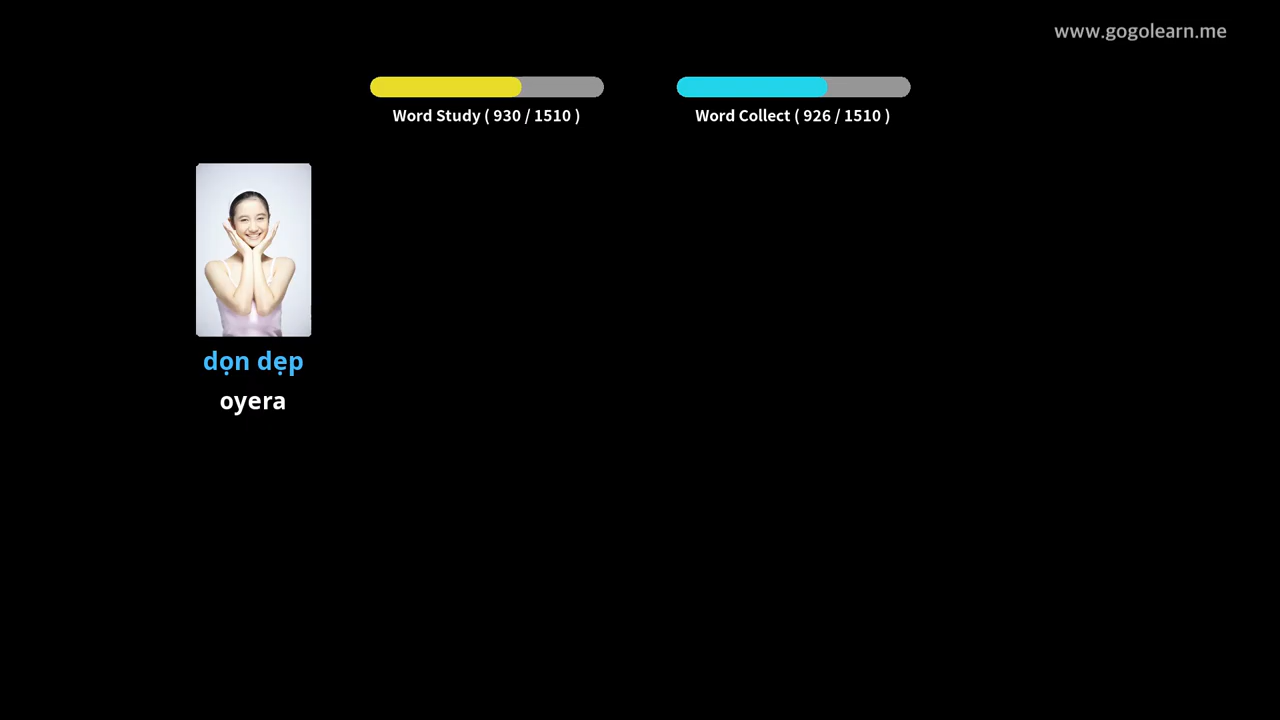 www.gogolearn.me
Word Study ( 930 / 1510 )
Word Collect ( 926 / 1510 )
dọn dẹp
oyera